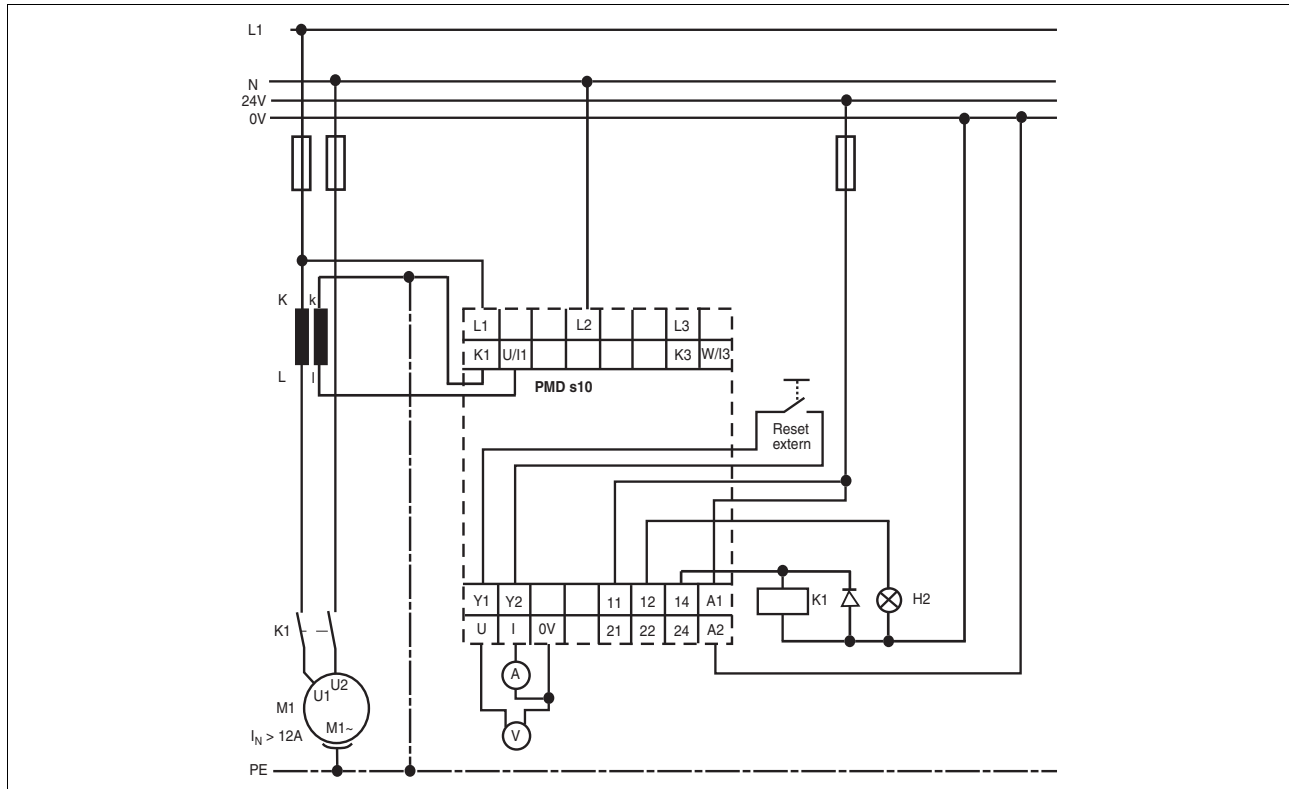 L1
N
24V
0V
K k
L l
L1 L2 L3
K1 U/I1 K3 W/I3
PMD s10
Reset
extern
Y1 Y2 11 12 14 A1
U I 0V 21 22 24 A2
K1 H2
K1
A
V
U1 U2
M1
M1~
IN > 12A
PE